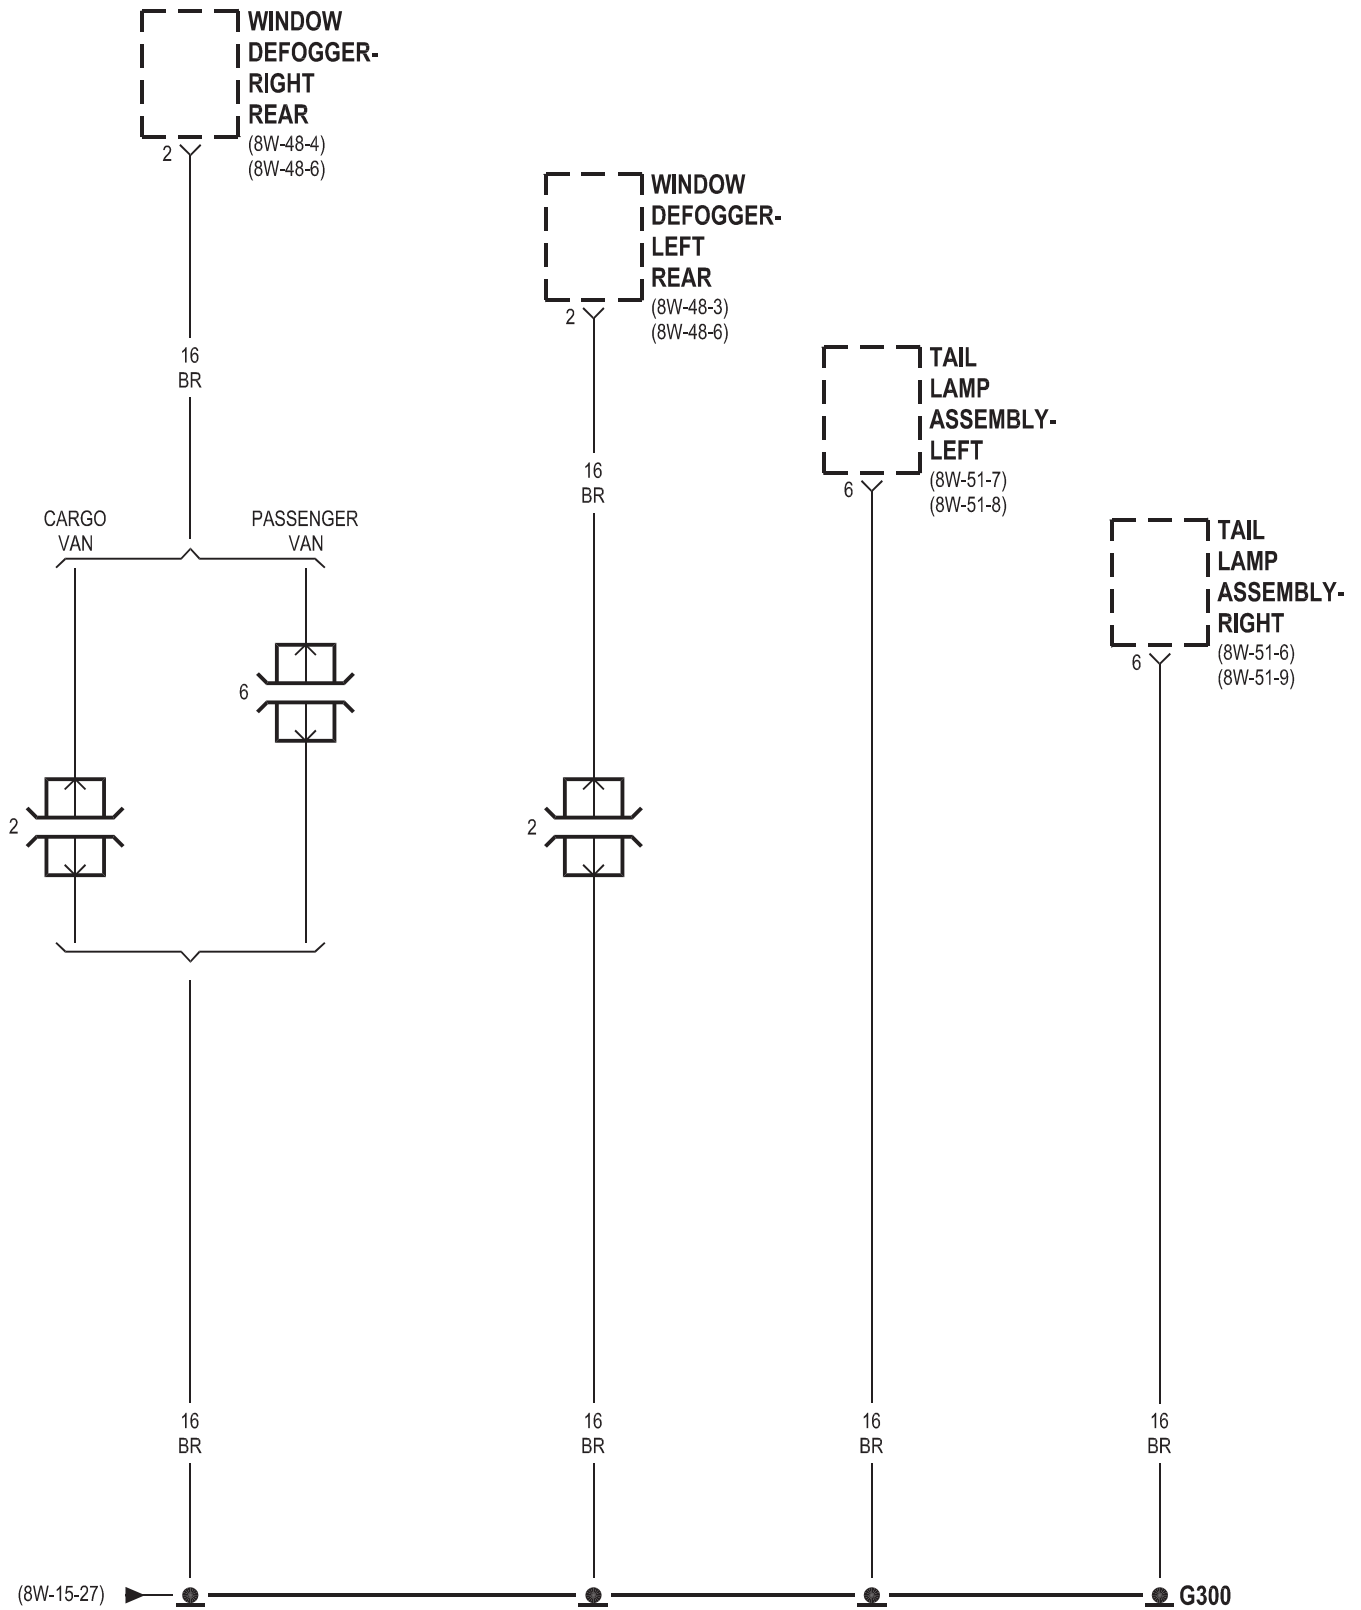 WINDOW
DEFOGGER-
RIGHT
REAR
(8W-48-4)
(8W-48-6)
2
16
BR
CARGO
VAN
PASSENGER
VAN
6
2
WINDOW
DEFOGGER-
LEFT
REAR
(8W-48-3)
(8W-48-6)
2
16
BR
2
TAIL
LAMP
ASSEMBLY-
LEFT
(8W-51-7)
(8W-51-8)
6
TAIL
LAMP
ASSEMBLY-
RIGHT
(8W-51-6)
(8W-51-9)
6
16
BR
16
BR
16
BR
16
BR
(8W-15-27)
G300